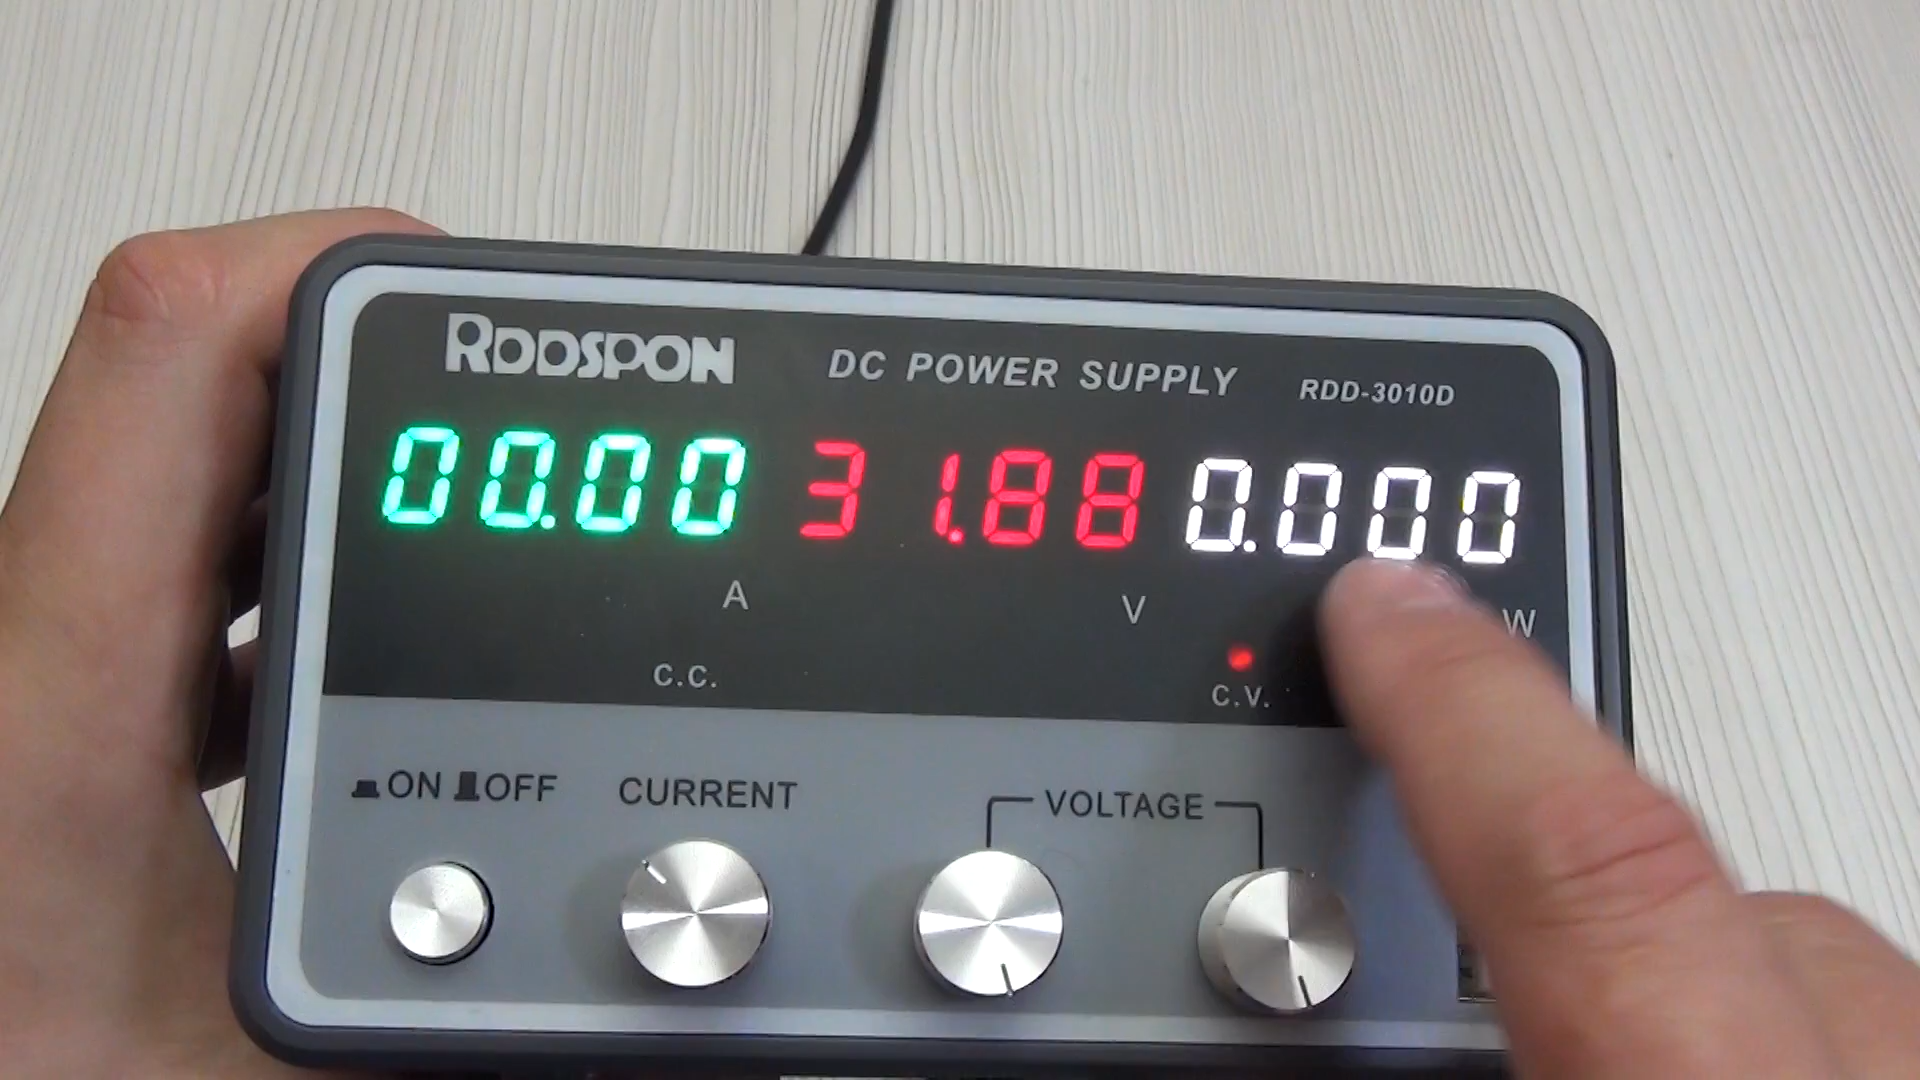 RDDSPON DC POWER SUPPLY RDD-3010D
00.00 31.88 0.000
A V W
C.C. C.V.
ON OFF CURRENT VOLTAGE